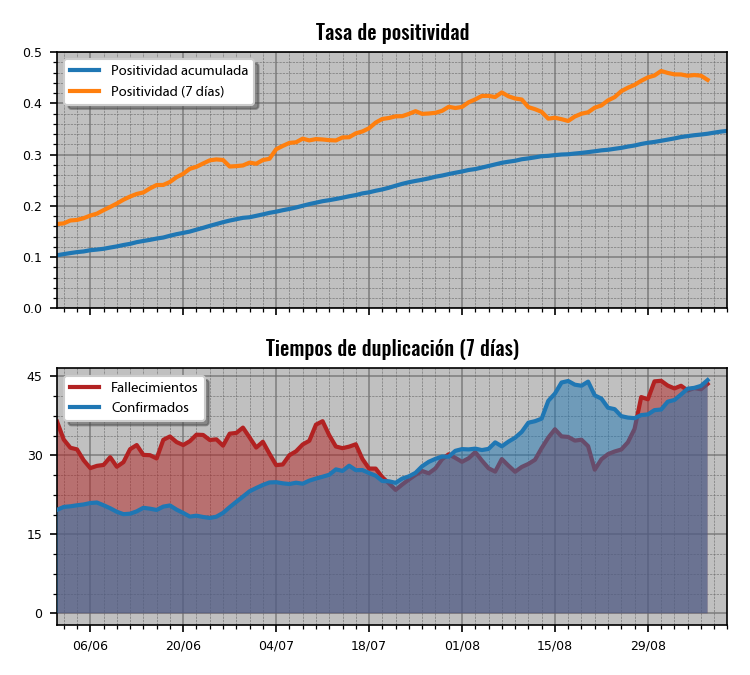 Tasa de positividad
0.5
0.4
0.3
0.2
0.1
0.0
Positividad acumulada
Positividad (7 días)
Tiempos de duplicación (7 días)
45
30
15
0
Fallecimientos
Confirmados
06/06 20/06 04/07 18/07 01/08 15/08 29/08